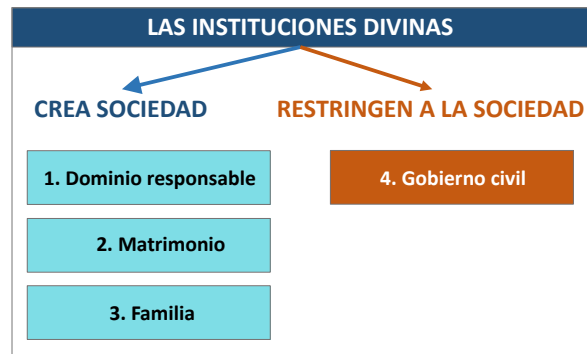 LAS INSTITUCIONES DIVINAS
CREA SOCIEDAD
RESTRINGEN A LA SOCIEDAD
1. Dominio responsable
4. Gobierno civil
2. Matrimonio
3. Familia